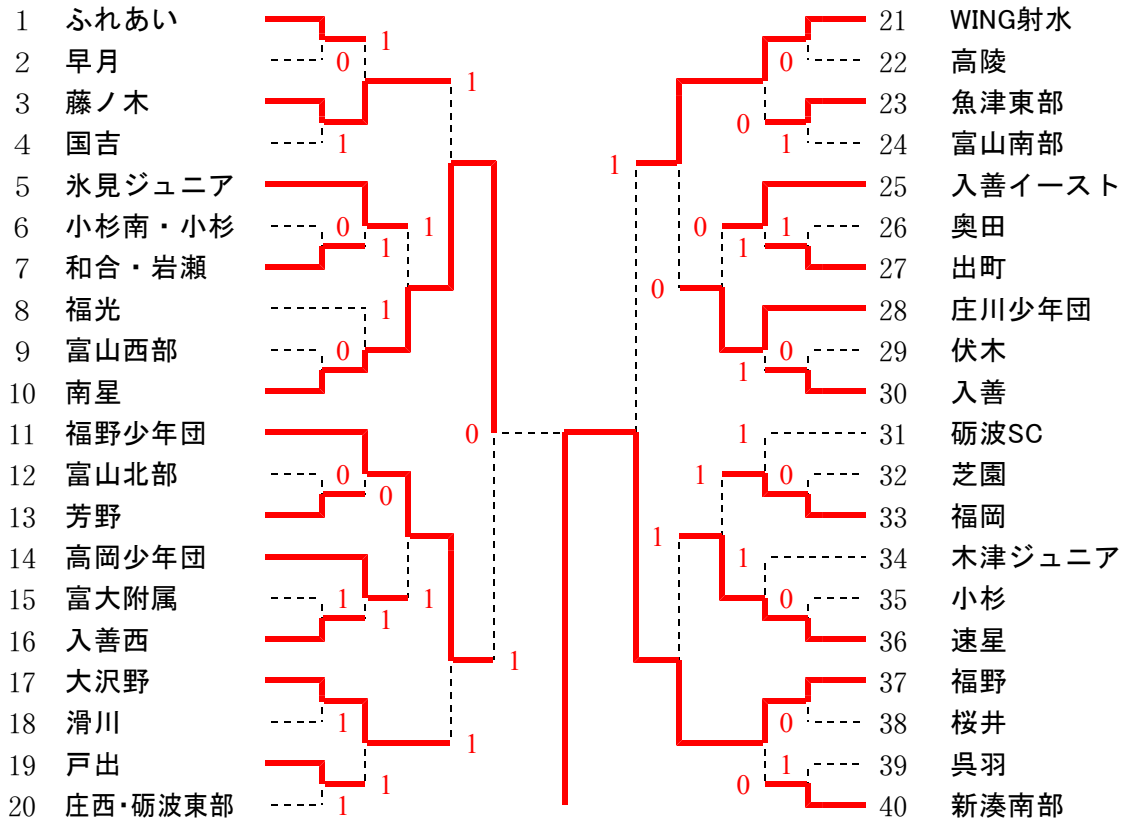 1 ふれあい
1
0
2 早月
1
3 藤ノ木
4 国吉
1
5 氷見ジュニア
6 小杉南・小杉
0
1
1
7 和合・岩瀬
8 福光
1
9 富山西部
0
10 南星
11 福野少年団
0
12 富山北部
0
0
13 芳野
14 高岡少年団
15 富大附属
1
1
1
16 入善西
1
17 大沢野
18 滑川
1
1
19 戸出
1
20 庄西・砺波東部
1
21 WING射水
22 高陵
0
23 魚津東部
0
24 富山南部
1
1
25 入善イースト
26 奥田
1
0
1
27 出町
0
28 庄川少年団
29 伏木
0
1
30 入善
31 砺波SC
1
32 芝園
0
1
33 福岡
1
34 木津ジュニア
1
35 小杉
0
36 速星
37 福野
38 桜井
0
39 呉羽
1
0
40 新湊南部